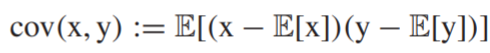 cov(x, y) := 𝔼[(x − 𝔼[x])(y − 𝔼[y])]